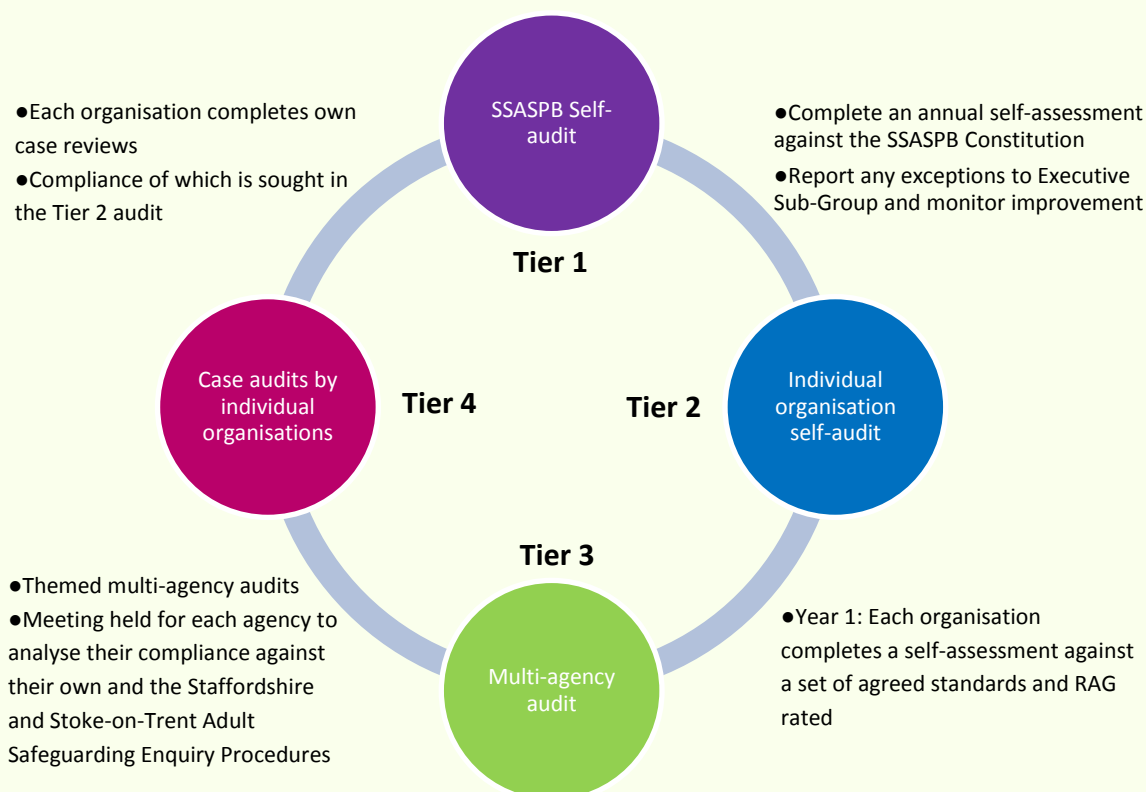 SSASPB Self-
audit
Tier 1
●Complete an annual self-assessment
against the SSASPB Constitution
●Report any exceptions to Executive
Sub-Group and monitor improvement
Individual
organisation
self-audit
Tier 2
●Year 1: Each organisation
completes a self-assessment against
a set of agreed standards and RAG
rated
Tier 3
Multi-agency
audit
●Themed multi-agency audits
●Meeting held for each agency to
analyse their compliance against
their own and the Staffordshire
and Stoke-on-Trent Adult
Safeguarding Enquiry Procedures
Case audits by
individual
organisations
Tier 4
●Each organisation completes own
case reviews
●Compliance of which is sought in
the Tier 2 audit